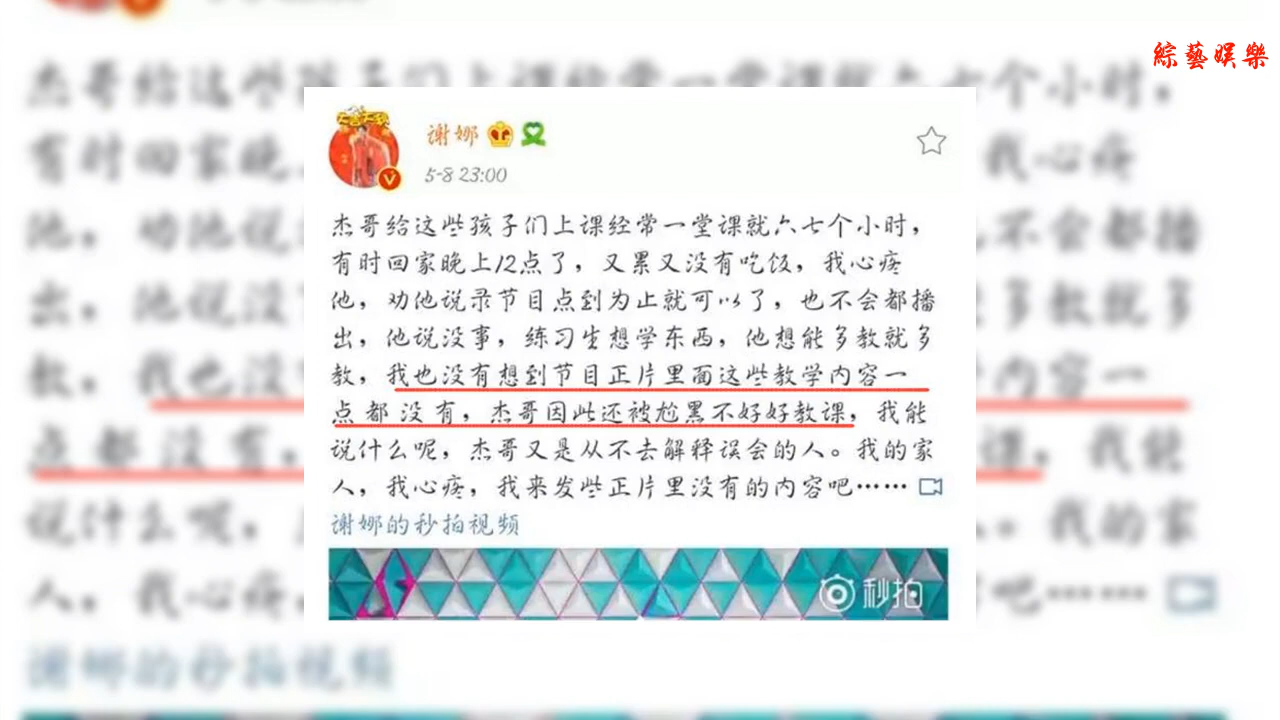 綜藝娱樂
谢娜
5-8 23:00
杰哥给这些孩子们上课经常一堂课就六七个小时，
有时回家晚上12点了，又累又没有吃饭，我心疼
他，劝他说录节目点到为止就可以了，也不会都播
出，他说没事，练习生想学东西，他想能多教就多
教，我也没有想到节目正片里面这些教学内容一
点都没有，杰哥因此还被尬黑不好好教课，我能
说什么呢，杰哥又是从不去解释误会的人。我的家
人，我心疼，我来发些正片里没有的内容吧……
谢娜的秒拍视频
秒拍